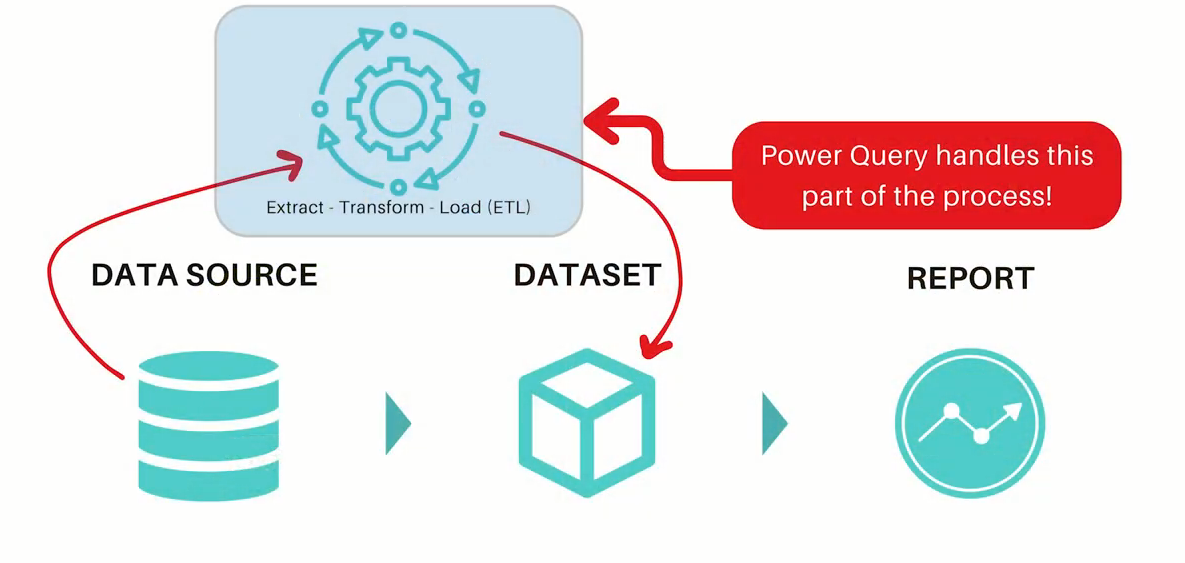 Power Query handles this
part of the process!
Extract - Transform - Load (ETL)
DATA SOURCE
DATASET
REPORT